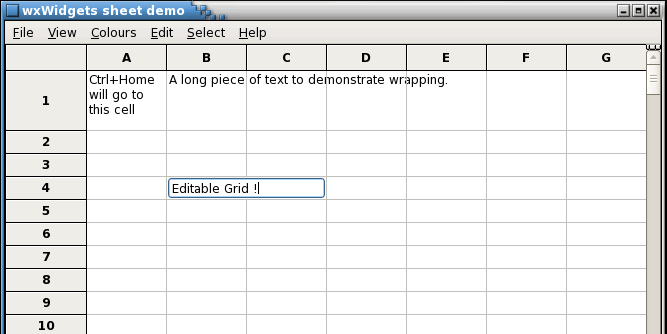 wxWidgets sheet demo
File View Colours Edit Select Help
A B C D E F G
1
Ctrl+Home
will go to
this cell
A long piece of text to demonstrate wrapping.
2
3
4 Editable Grid !
5
6
7
8
9
10